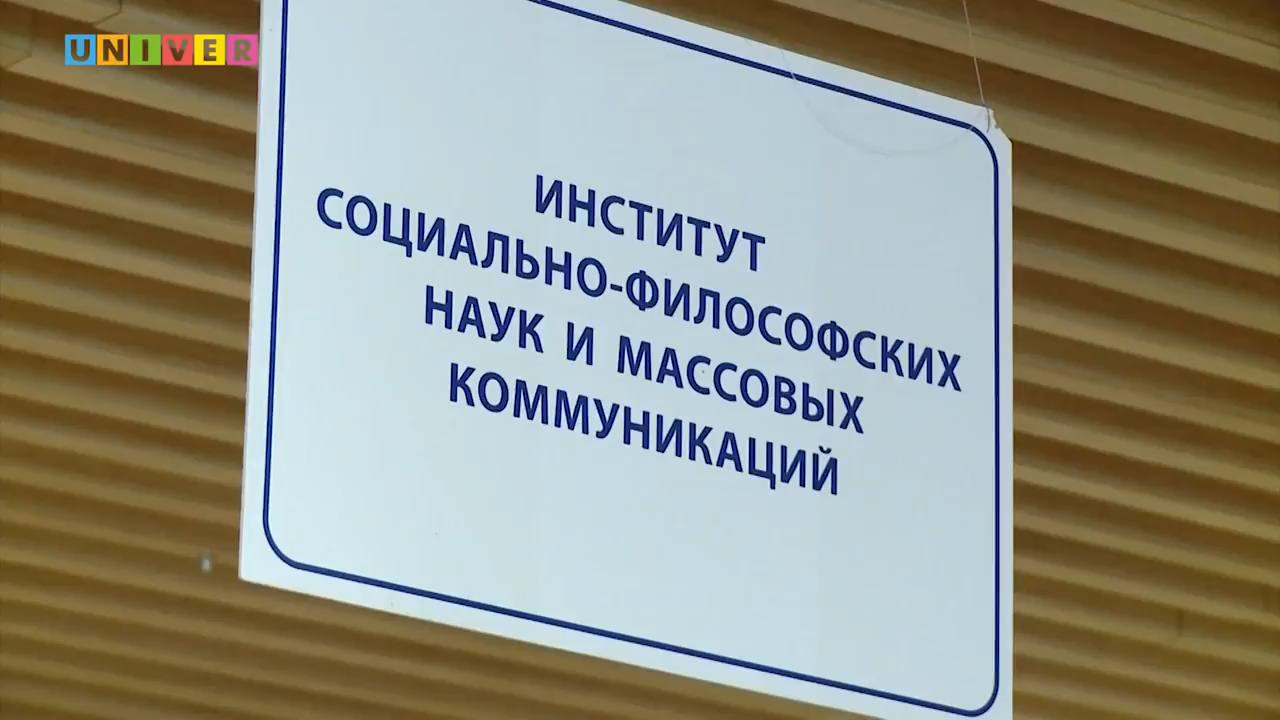 UNIVER
ИНСТИТУТ
СОЦИАЛЬНО-ФИЛОСОФСКИХ
НАУК И МАССОВЫХ
КОММУНИКАЦИЙ